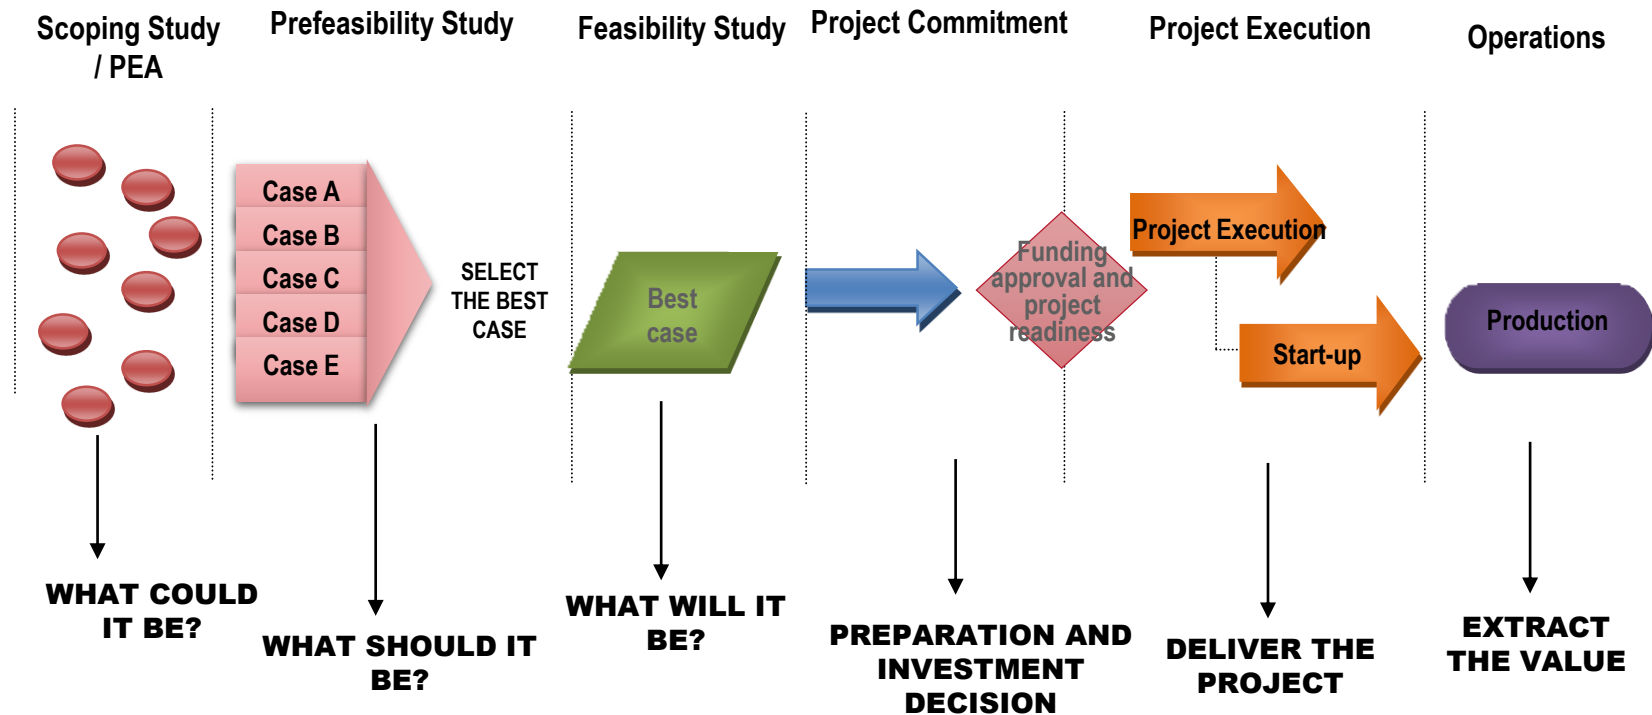 Scoping Study
/ PEA
Prefeasibility Study
Feasibility Study
Project Commitment
Project Execution
Operations
Case A
Case B
Case C
Case D
Case E
SELECT
THE BEST
CASE
Best
case
Funding
approval and
project
readiness
Project Execution
Start-up
Production
WHAT COULD
IT BE?
WHAT SHOULD IT
BE?
WHAT WILL IT
BE?
PREPARATION AND
INVESTMENT
DECISION
DELIVER THE
PROJECT
EXTRACT
THE VALUE